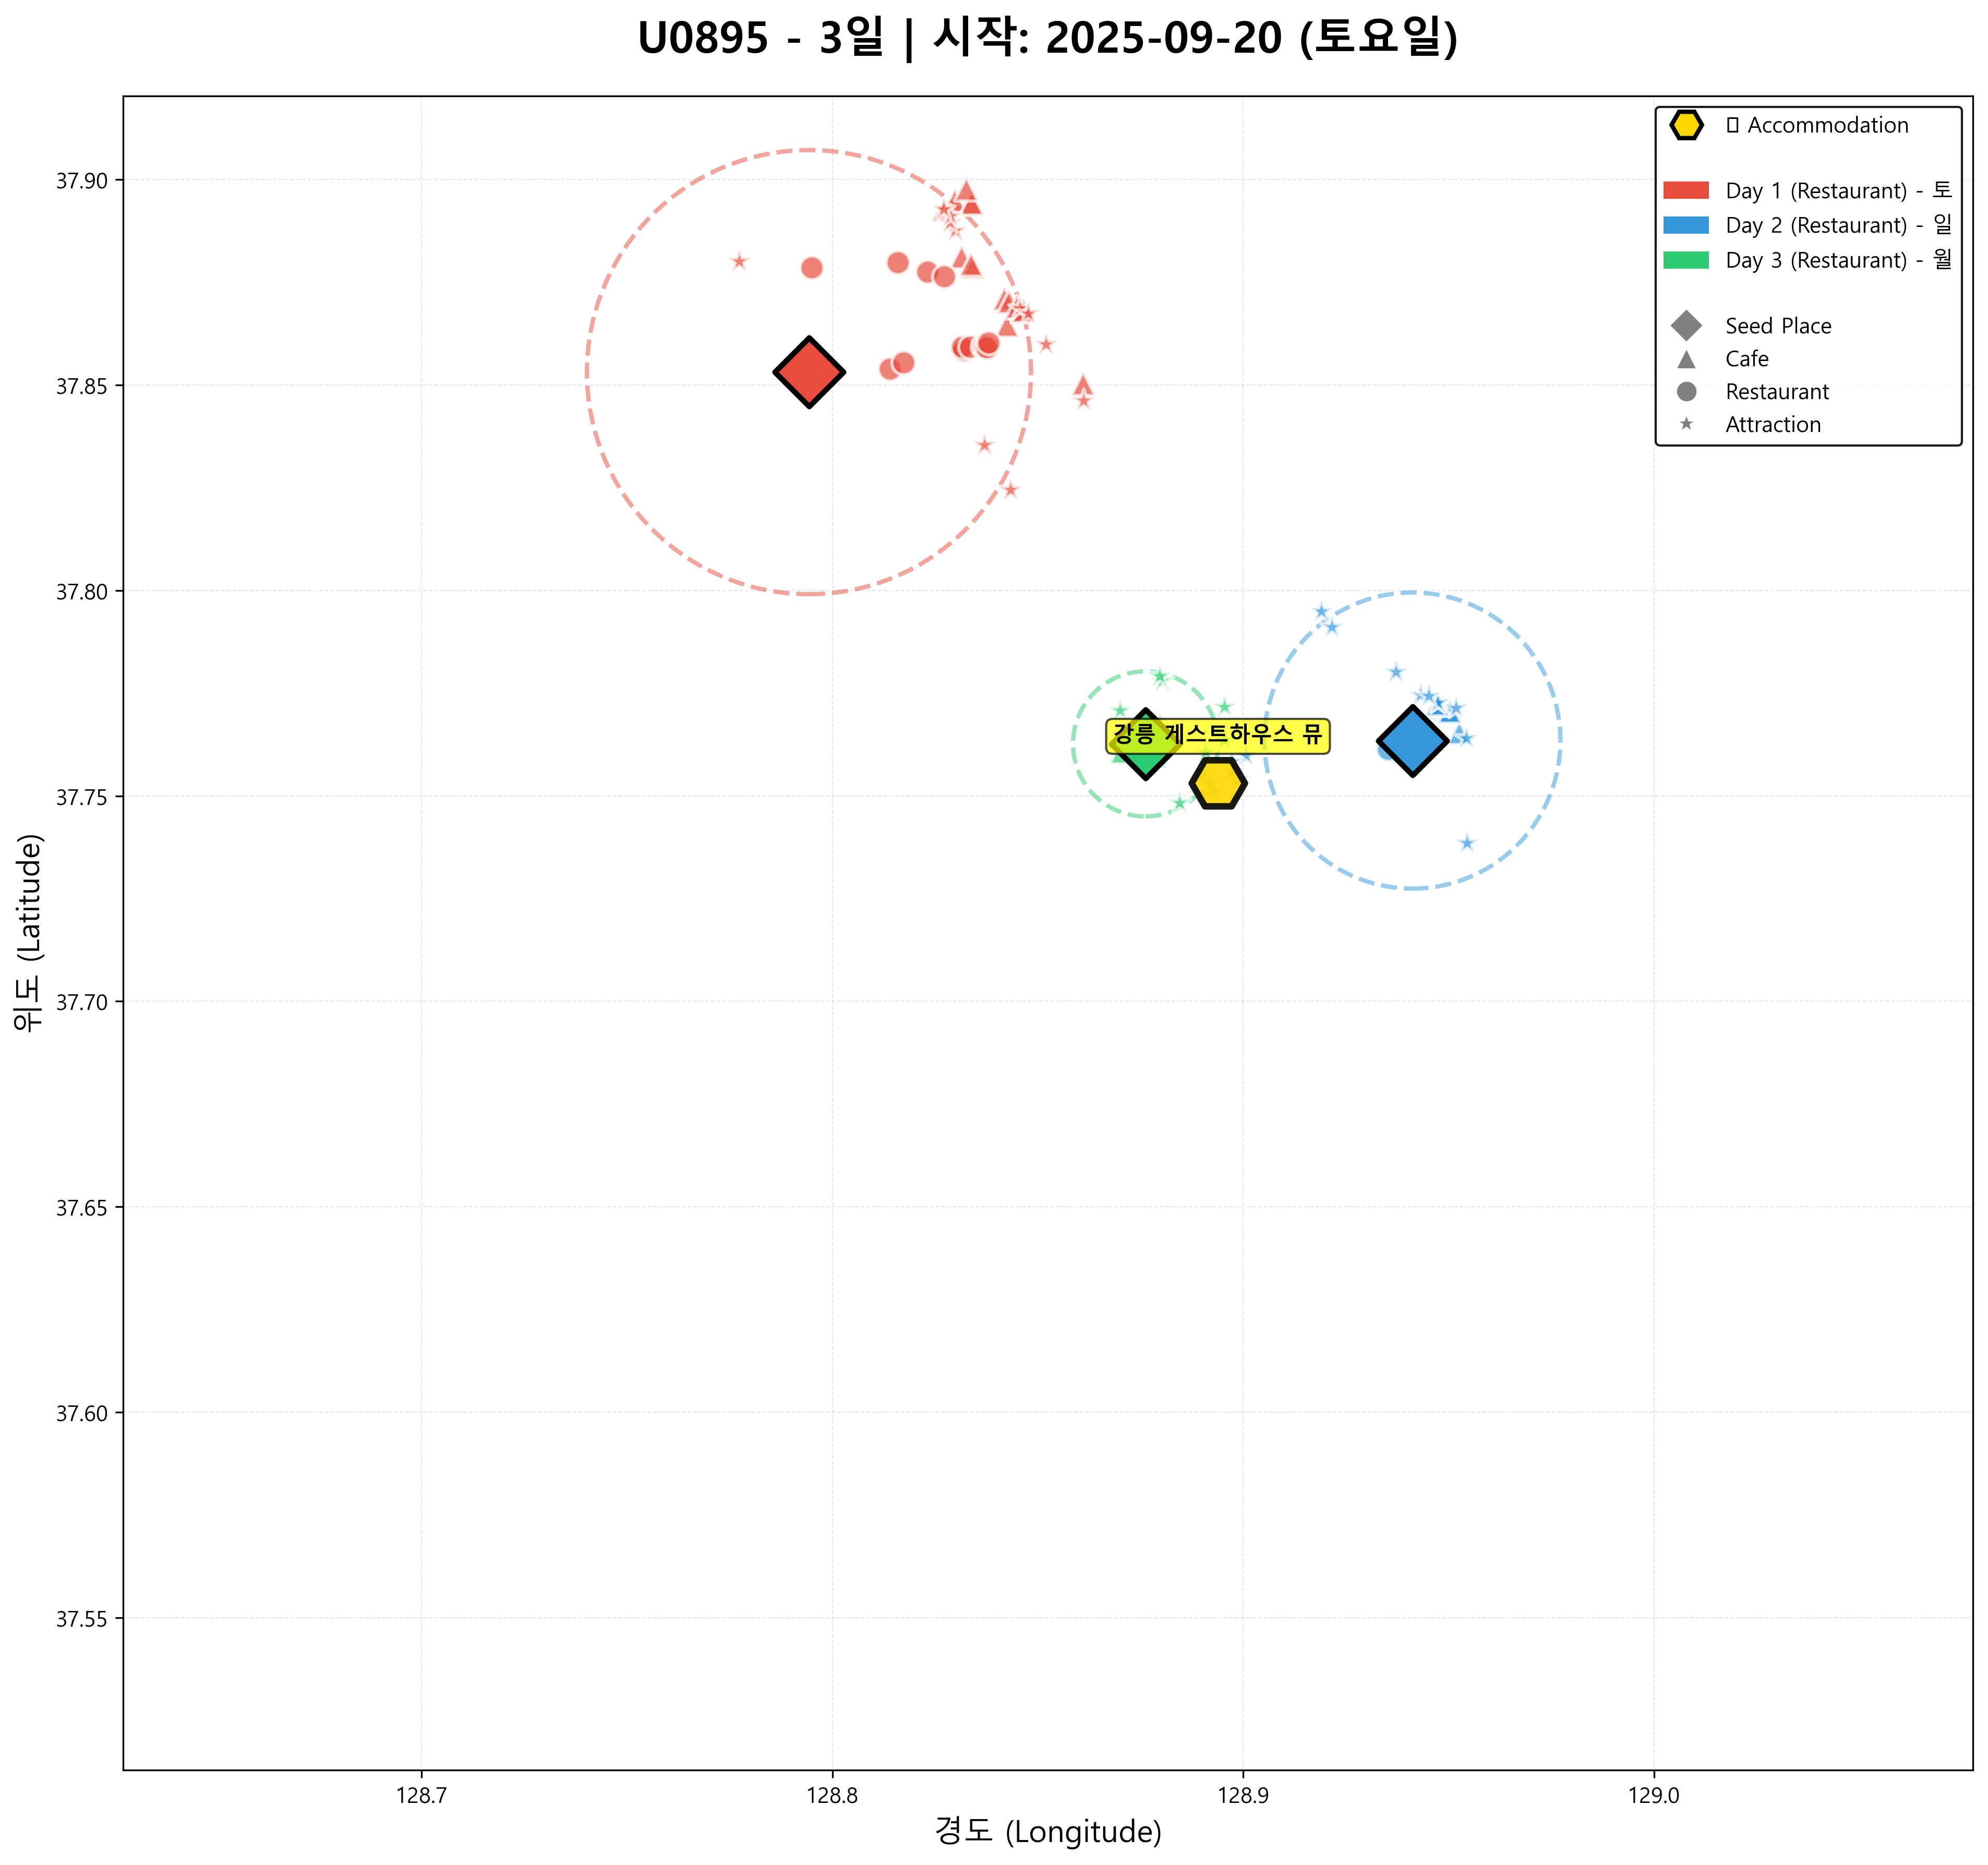 U0895 - 3일 | 시작: 2025-09-20 (토요일)
Accommodation
Day 1 (Restaurant) - 토
Day 2 (Restaurant) - 일
Day 3 (Restaurant) - 월
Seed Place
Cafe
Restaurant
Attraction
37.90
37.85
37.80
37.75
37.70
37.65
37.60
37.55
위도 (Latitude)
강릉 게스트하우스 뮤
128.7
128.8
128.9
129.0
경도 (Longitude)